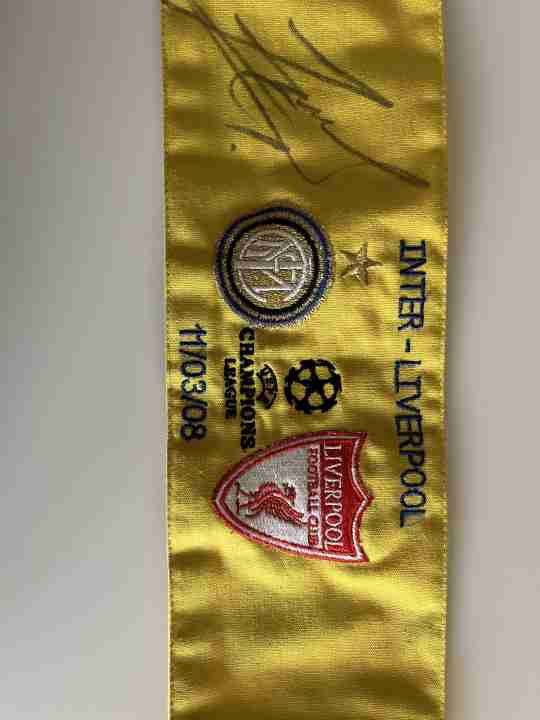 INTER - LIVERPOOL
CHAMPIONS
LEAGUE
LIVERPOOL
FOOTBALL CLUB
11/03/08